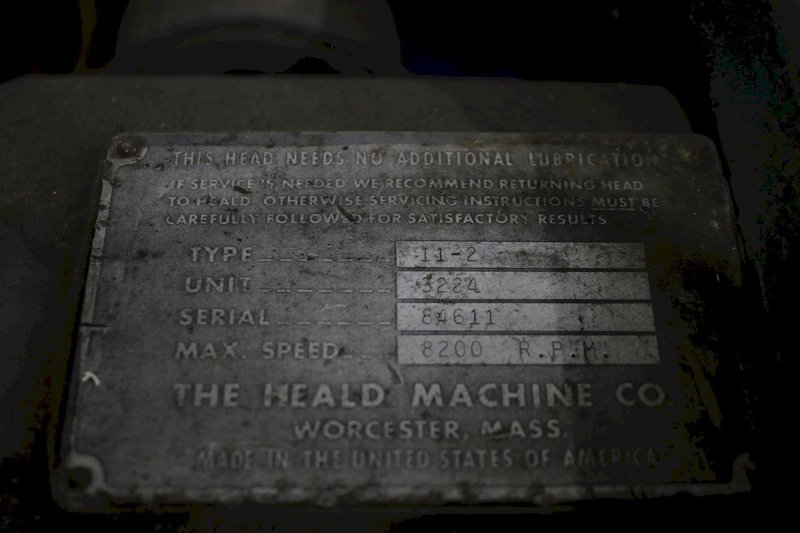 THIS HEAD NEEDS NO ADDITIONAL LUBRICATION
IF SERVICE IS NEEDED WE RECOMMEND RETURNING HEAD
TO HEALD. OTHERWISE SERVICING INSTRUCTIONS MUST BE
CAREFULLY FOLLOWED FOR SATISFACTORY RESULTS.
TYPE 11-2
UNIT 3224
SERIAL 84611
MAX. SPEED 8200 R.P.M.
THE HEALD MACHINE CO.
WORCESTER, MASS.
MADE IN THE UNITED STATES OF AMERICA